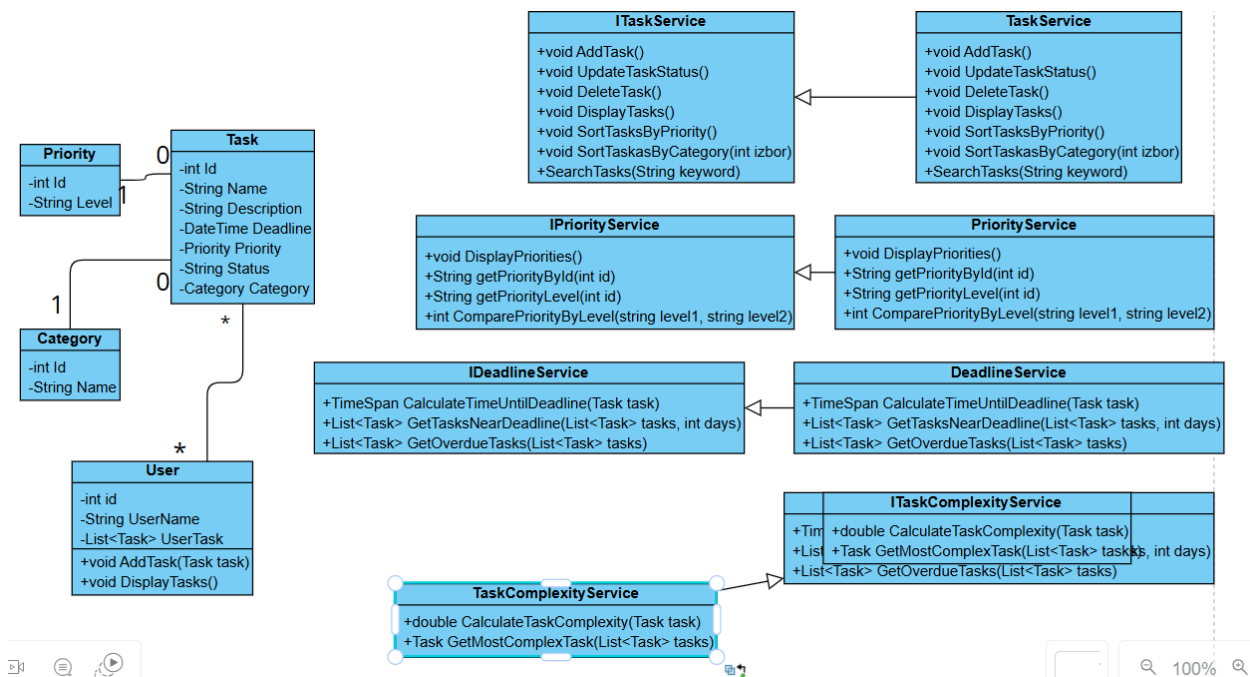 ITaskService
+void AddTask()
+void UpdateTaskStatus()
+void DeleteTask()
+void DisplayTasks()
+void SortTasksByPriority()
+void SortTaskasByCategory(int izbor)
+SearchTasks(String keyword)
TaskService
+void AddTask()
+void UpdateTaskStatus()
+void DeleteTask()
+void DisplayTasks()
+void SortTasksByPriority()
+void SortTaskasByCategory(int izbor)
+SearchTasks(String keyword)
Priority
-int Id
-String Level
1
0
Task
-int Id
-String Name
-String Description
-DateTime Deadline
-Priority Priority
-String Status
-Category Category
0
1
*
Category
-int Id
-String Name
*
User
-int id
-String UserName
-List<Task> UserTask
+void AddTask(Task task)
+void DisplayTasks()
IPriorityService
+void DisplayPriorities()
+String getPriorityById(int id)
+String getPriorityLevel(int id)
+int ComparePriorityByLevel(string level1, string level2)
PriorityService
+void DisplayPriorities()
+String getPriorityById(int id)
+String getPriorityLevel(int id)
+int ComparePriorityByLevel(string level1, string level2)
IDeadlineService
+TimeSpan CalculateTimeUntilDeadline(Task task)
+List<Task> GetTasksNearDeadline(List<Task> tasks, int days)
+List<Task> GetOverdueTasks(List<Task> tasks)
DeadlineService
+TimeSpan CalculateTimeUntilDeadline(Task task)
+List<Task> GetTasksNearDeadline(List<Task> tasks, int days)
+List<Task> GetOverdueTasks(List<Task> tasks)
ITaskComplexityService
+double CalculateTaskComplexity(Task task)
+Task GetMostComplexTask(List<Task> tasks) , int days)
+List<Task> GetOverdueTasks(List<Task> tasks)
TaskComplexityService
+double CalculateTaskComplexity(Task task)
+Task GetMostComplexTask(List<Task> tasks)
100%